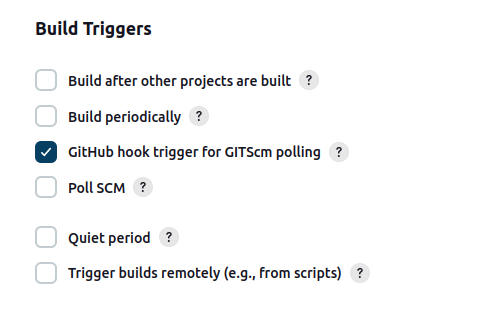 Build Triggers
Build after other projects are built ?
Build periodically ?
GitHub hook trigger for GITScm polling ?
Poll SCM ?
Quiet period ?
Trigger builds remotely (e.g., from scripts) ?